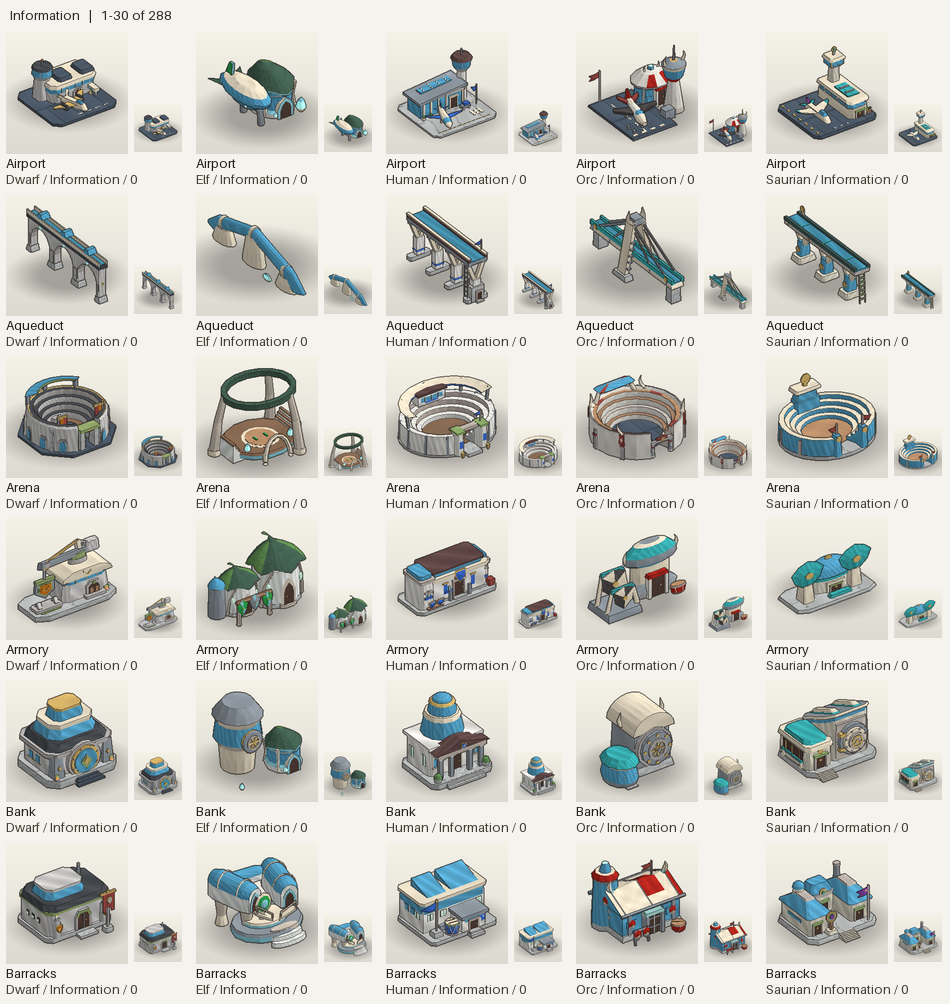 Information | 1-30 of 288
Airport
Dwarf / Information / 0
Airport
Elf / Information / 0
Airport
Human / Information / 0
Airport
Orc / Information / 0
Airport
Saurian / Information / 0
Aqueduct
Dwarf / Information / 0
Aqueduct
Elf / Information / 0
Aqueduct
Human / Information / 0
Aqueduct
Orc / Information / 0
Aqueduct
Saurian / Information / 0
Arena
Dwarf / Information / 0
Arena
Elf / Information / 0
Arena
Human / Information / 0
Arena
Orc / Information / 0
Arena
Saurian / Information / 0
Armory
Dwarf / Information / 0
Armory
Elf / Information / 0
Armory
Human / Information / 0
Armory
Orc / Information / 0
Armory
Saurian / Information / 0
Bank
Dwarf / Information / 0
Bank
Elf / Information / 0
Bank
Human / Information / 0
Bank
Orc / Information / 0
Bank
Saurian / Information / 0
Barracks
Dwarf / Information / 0
Barracks
Elf / Information / 0
Barracks
Human / Information / 0
Barracks
Orc / Information / 0
Barracks
Saurian / Information / 0